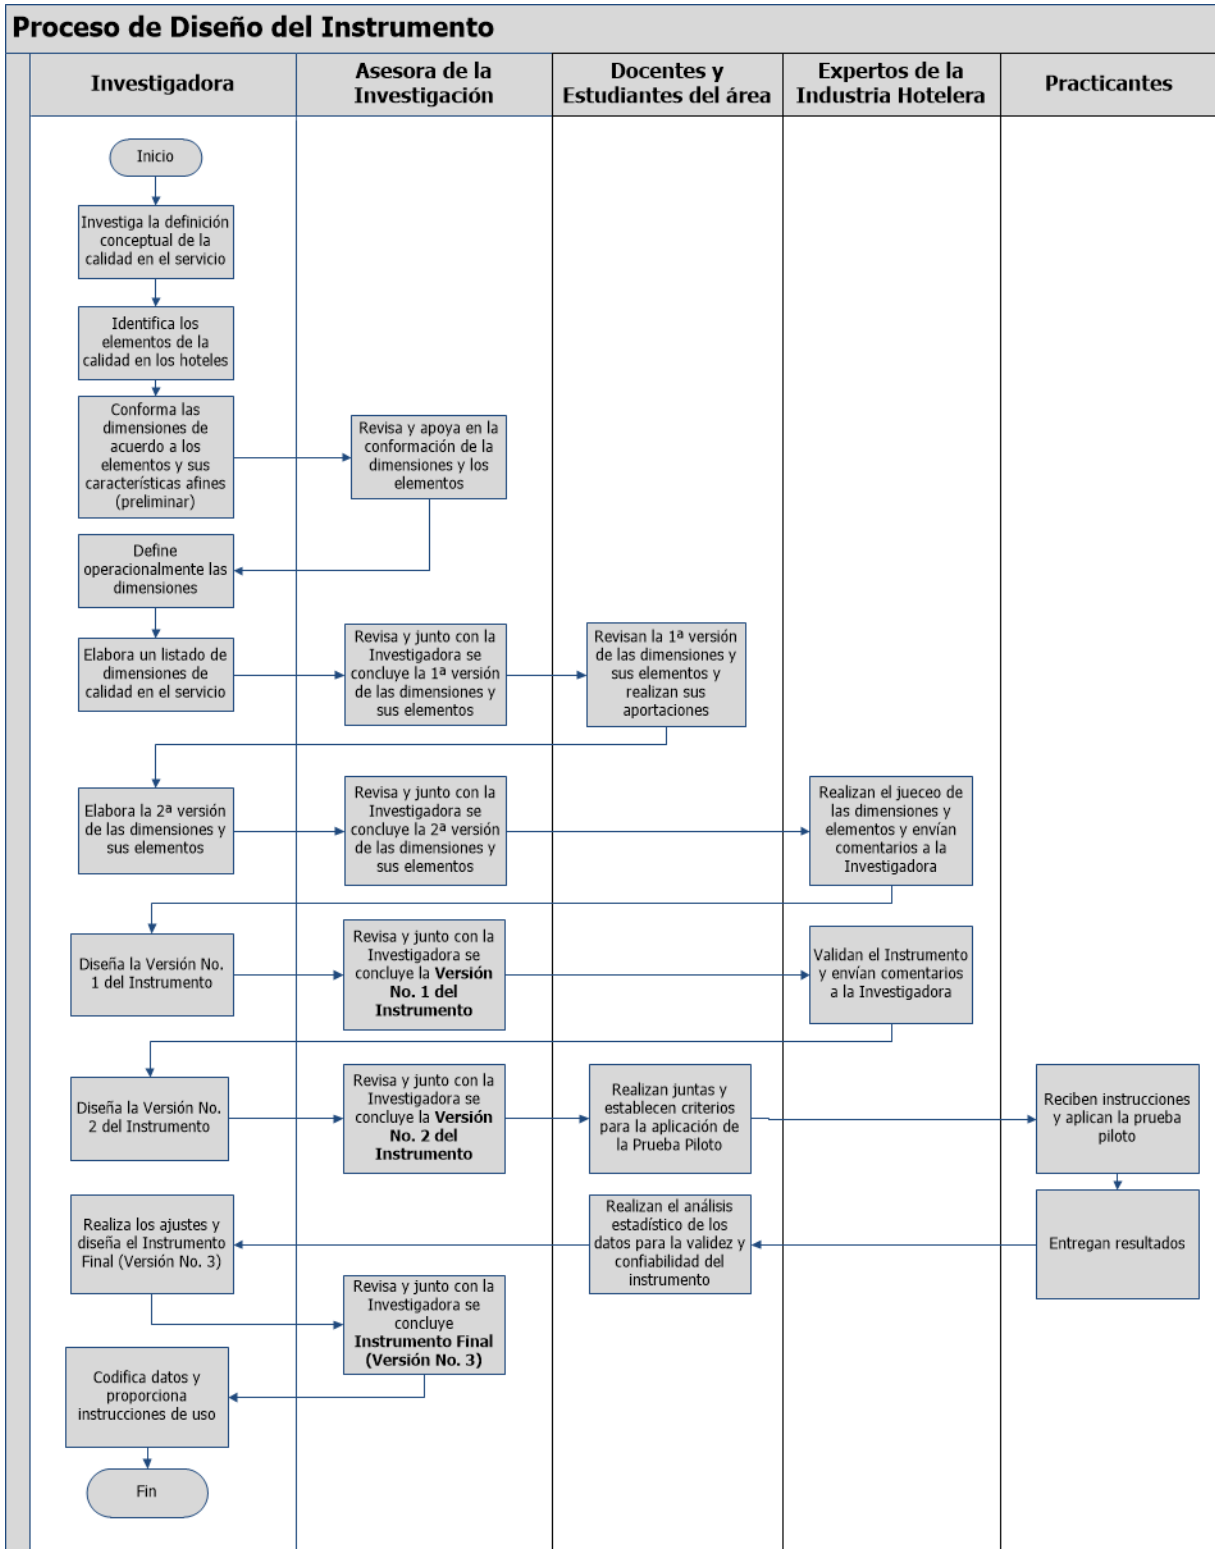 Proceso de Diseño del Instrumento
Investigadora
Asesora de la
Investigación
Docentes y
Estudiantes del área
Expertos de la
Industria Hotelera
Practicantes
Inicio
Investiga la definición
conceptual de la
calidad en el servicio
Identifica los
elementos de la
calidad en los hoteles
Conforma las
dimensiones de
acuerdo a los
elementos y sus
características afines
(preliminar)
Revisa y apoya en la
conformación de la
dimensiones y los
elementos
Define
operacionalmente las
dimensiones
Elabora un listado de
dimensiones de
calidad en el servicio
Revisa y junto con la
Investigadora se
concluye la 1ª versión
de las dimensiones y
sus elementos
Revisan la 1ª versión
de las dimensiones y
sus elementos y
realizan sus
aportaciones
Elabora la 2ª versión
de las dimensiones y
sus elementos
Revisa y junto con la
Investigadora se
concluye la 2ª versión
de las dimensiones y
sus elementos
Realizan el jueceo de
las dimensiones y
elementos y envían
comentarios a la
Investigadora
Diseña la Versión No.
1 del Instrumento
Revisa y junto con la
Investigadora se
concluye la Versión
No. 1 del
Instrumento
Validan el Instrumento
y envían comentarios
a la Investigadora
Diseña la Versión No.
2 del Instrumento
Revisa y junto con la
Investigadora se
concluye la Versión
No. 2 del
Instrumento
Realizan juntas y
establecen criterios
para la aplicación de
la Prueba Piloto
Reciben instrucciones
y aplican la prueba
piloto
Realiza los ajustes y
diseña el Instrumento
Final (Versión No. 3)
Realizan el análisis
estadístico de los
datos para la validez y
confiabilidad del
instrumento
Entregan resultados
Revisa y junto con la
Investigadora se
concluye
Instrumento Final
(Versión No. 3)
Codifica datos y
proporciona
instrucciones de uso
Fin